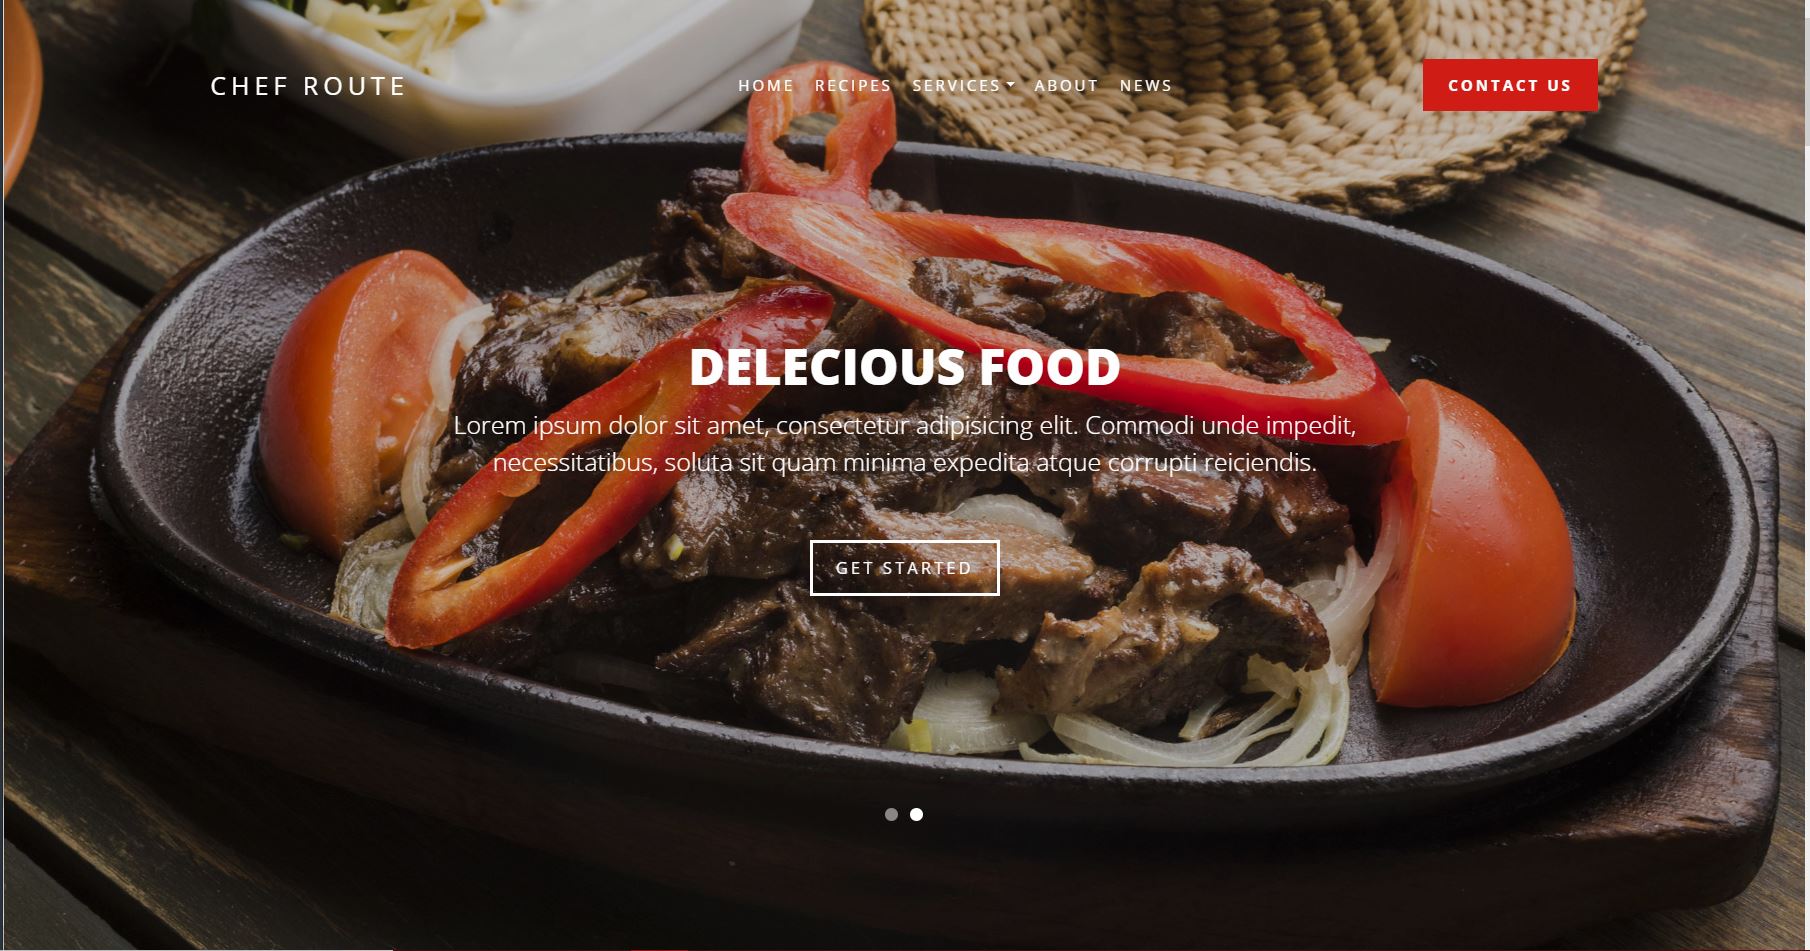 CHEF ROUTE
HOME RECIPES SERVICES ABOUT NEWS
CONTACT US
DELECIOUS FOOD
Lorem ipsum dolor sit amet, consectetur adipisicing elit. Commodi unde impedit,
necessitatibus, soluta sit quam minima expedita atque corrupti reiciendis.
GET STARTED